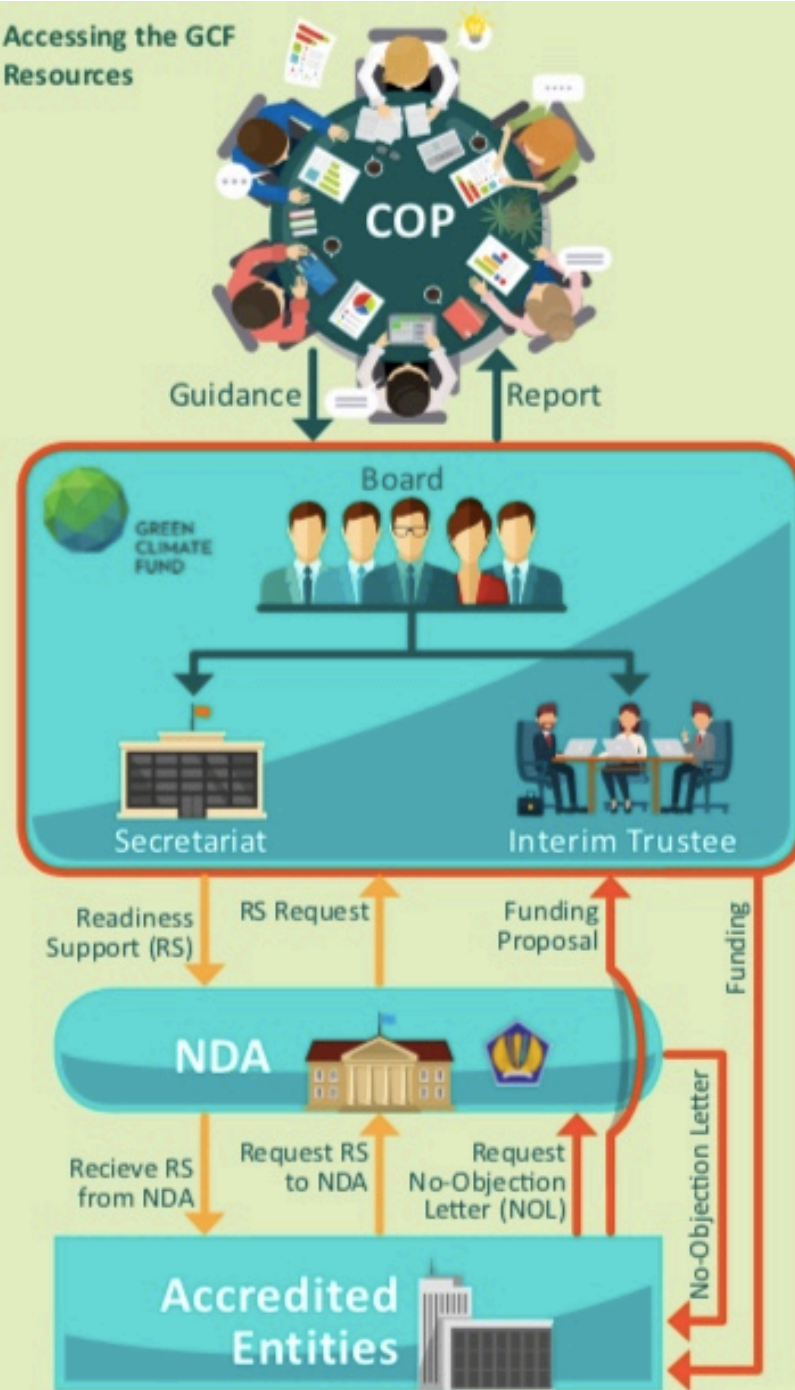 Accessing the GCF
Resources
COP
Guidance
Report
Board
GREEN
CLIMATE
FUND
Secretariat
Interim Trustee
Readiness
Support (RS)
RS Request
Funding
Proposal
Funding
NDA
Recieve RS
from NDA
Request RS
to NDA
Request
No-Objection
Letter (NOL)
No-Objection Letter
Accredited
Entities